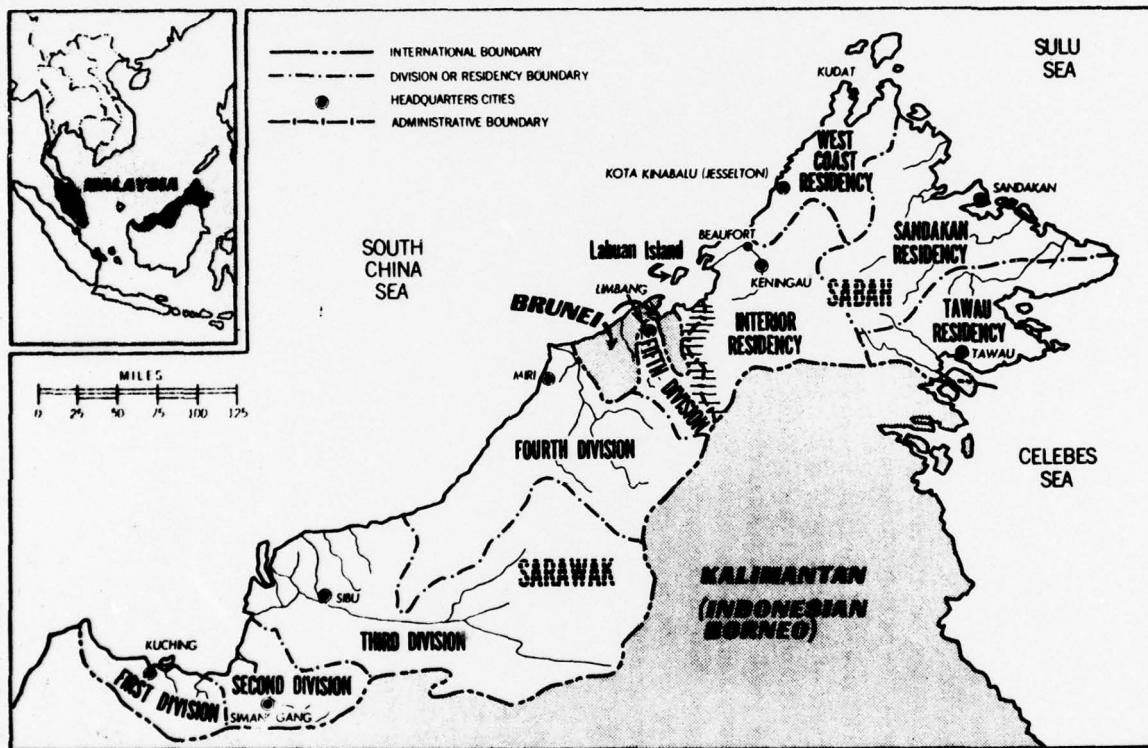 MALAYSIA
INTERNATIONAL BOUNDARY
DIVISION OR RESIDENCY BOUNDARY
HEADQUARTERS CITIES
ADMINISTRATIVE BOUNDARY
SULU
SEA
KUDAT
WEST
COAST
RESIDENCY
KOTA KINABALU (JESSELTON)
SANDAKAN
SANDAKAN
RESIDENCY
BEAUFORT
SOUTH
CHINA
SEA
Labuan Island
KENINGAU
SABAH
LIMBANG
BRUNEI
INTERIOR
RESIDENCY
TAWAU
RESIDENCY
TAWAU
FIFTH DIVISION
MIRI
MILES
0 25 50 75 100 125
FOURTH DIVISION
CELEBES
SEA
SARAWAK
KALIMANTAN
(INDONESIAN
BORNEO)
SIBU
THIRD DIVISION
KUCHING
FIRST DIVISION
SECOND DIVISION
SIMANGGANG